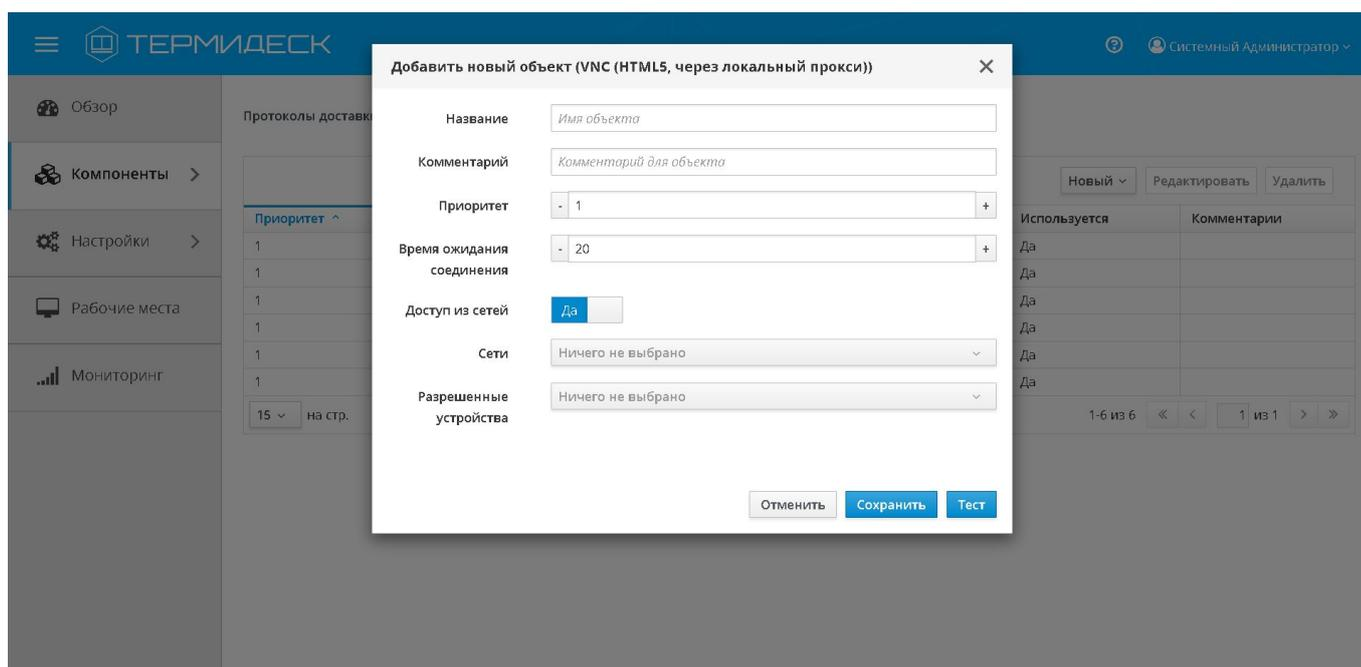 ТЕРМИДЕСК
Системный Администратор
Обзор
Компоненты
Настройки
Рабочие места
Мониторинг
Протоколы доставк
Новый
Редактировать
Удалить
Приоритет
Используется
Комментарии
1
Да
1
Да
1
Да
1
Да
1
Да
1
Да
15 на стр.
1-6 из 6
1 из 1
Добавить новый объект (VNC (HTML5, через локальный прокси))
Название
Имя объекта
Комментарий
Комментарий для объекта
Приоритет
- 1 +
Время ожидания
соединения
- 20 +
Доступ из сетей
Да
Сети
Ничего не выбрано
Разрешенные
устройства
Ничего не выбрано
Отменить
Сохранить
Тест